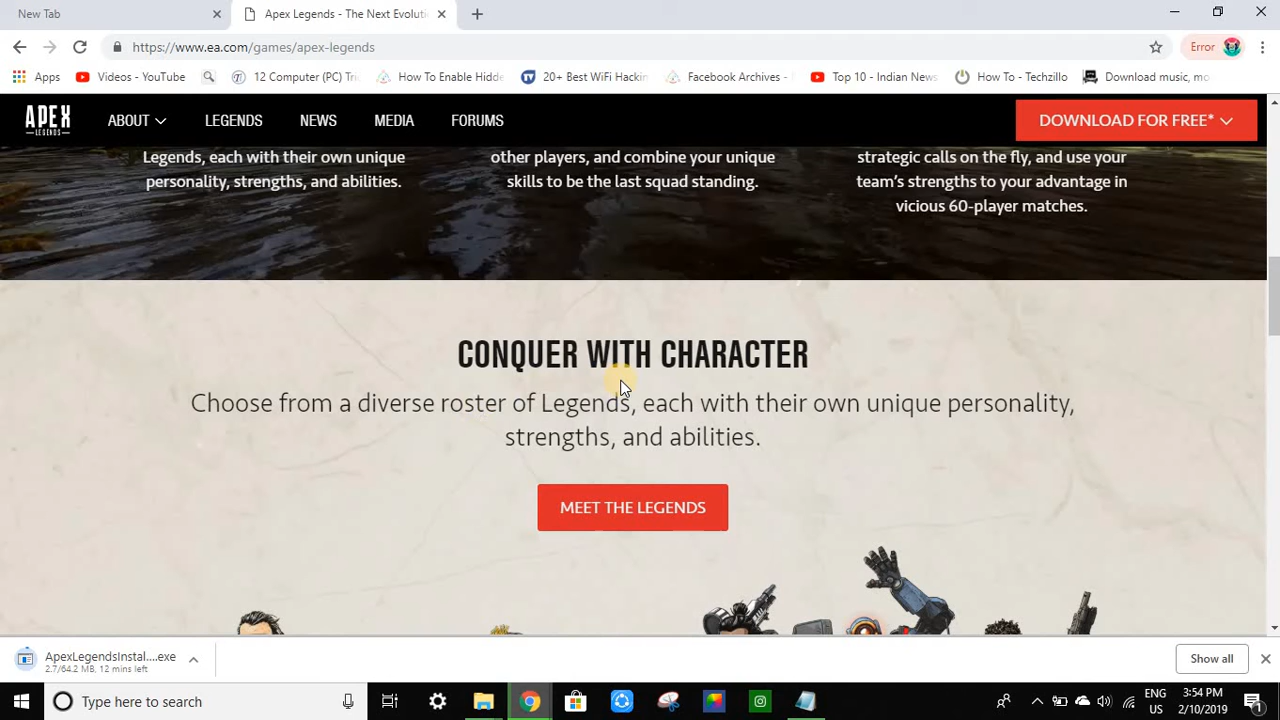 New Tab
Apex Legends - The Next Evoluti
https://www.ea.com/games/apex-legends
Error
Apps
Videos - YouTube
12 Computer (PC) Tric
How To Enable Hidde
20+ Best WiFi Hackin
Facebook Archives -
Top 10 - Indian News
How To - Techzillo
Download music, mo
APEX
LEGENDS
ABOUT
LEGENDS
NEWS
MEDIA
FORUMS
DOWNLOAD FOR FREE*
Legends, each with their own unique
personality, strengths, and abilities.
other players, and combine your unique
skills to be the last squad standing.
strategic calls on the fly, and use your
team's strengths to your advantage in
vicious 60-player matches.
CONQUER WITH CHARACTER
Choose from a diverse roster of Legends, each with their own unique personality,
strengths, and abilities.
MEET THE LEGENDS
ApexLegendsInstal....exe
2.7/64.2 MB, 12 mins left
Show all
Type here to search
ENG
US
3:54 PM
2/10/2019
1